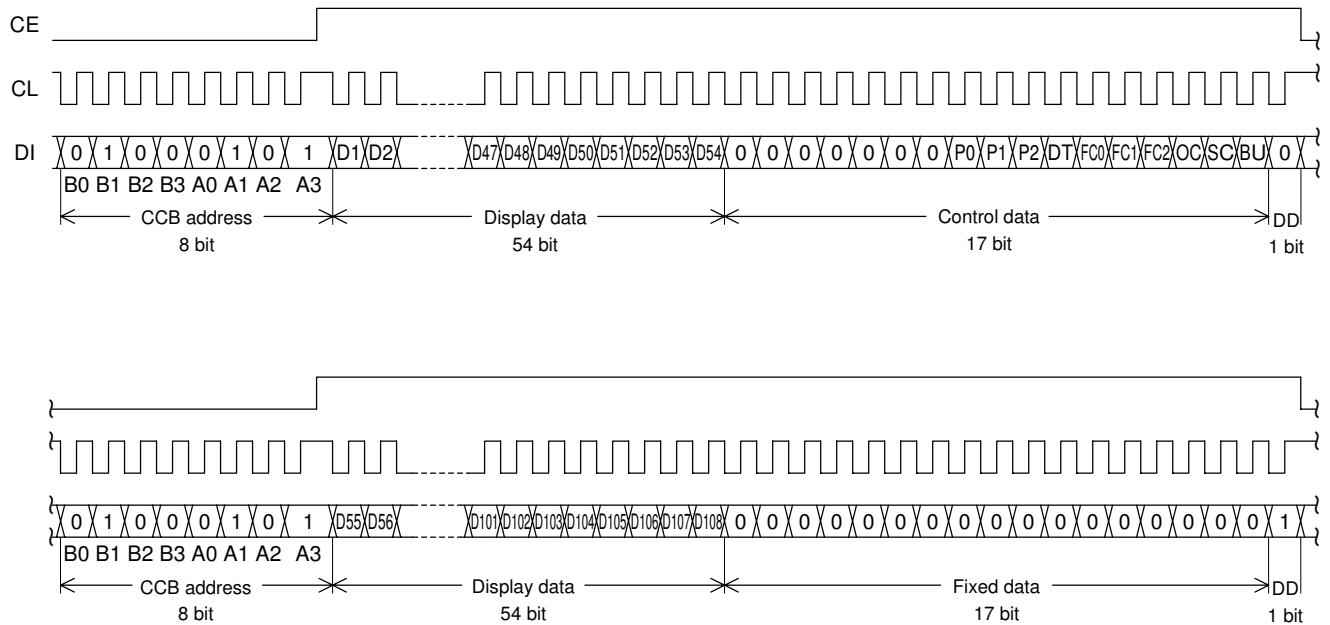 CE
CL
DI 0 1 0 0 0 1 0 1 D1 D2 D47 D48 D49 D50 D51 D52 D53 D54 0 0 0 0 0 0 0 P0 P1 P2 DT FC0 FC1 FC2 OC SC BU 0
B0 B1 B2 B3 A0 A1 A2 A3
CCB address Display data Control data DD
8 bit 54 bit 17 bit 1 bit
0 1 0 0 0 1 0 1 D55 D56 D101 D102 D103 D104 D105 D106 D107 D108 0 0 0 0 0 0 0 0 0 0 0 0 0 0 0 0 0 1
B0 B1 B2 B3 A0 A1 A2 A3
CCB address Display data Fixed data DD
8 bit 54 bit 17 bit 1 bit